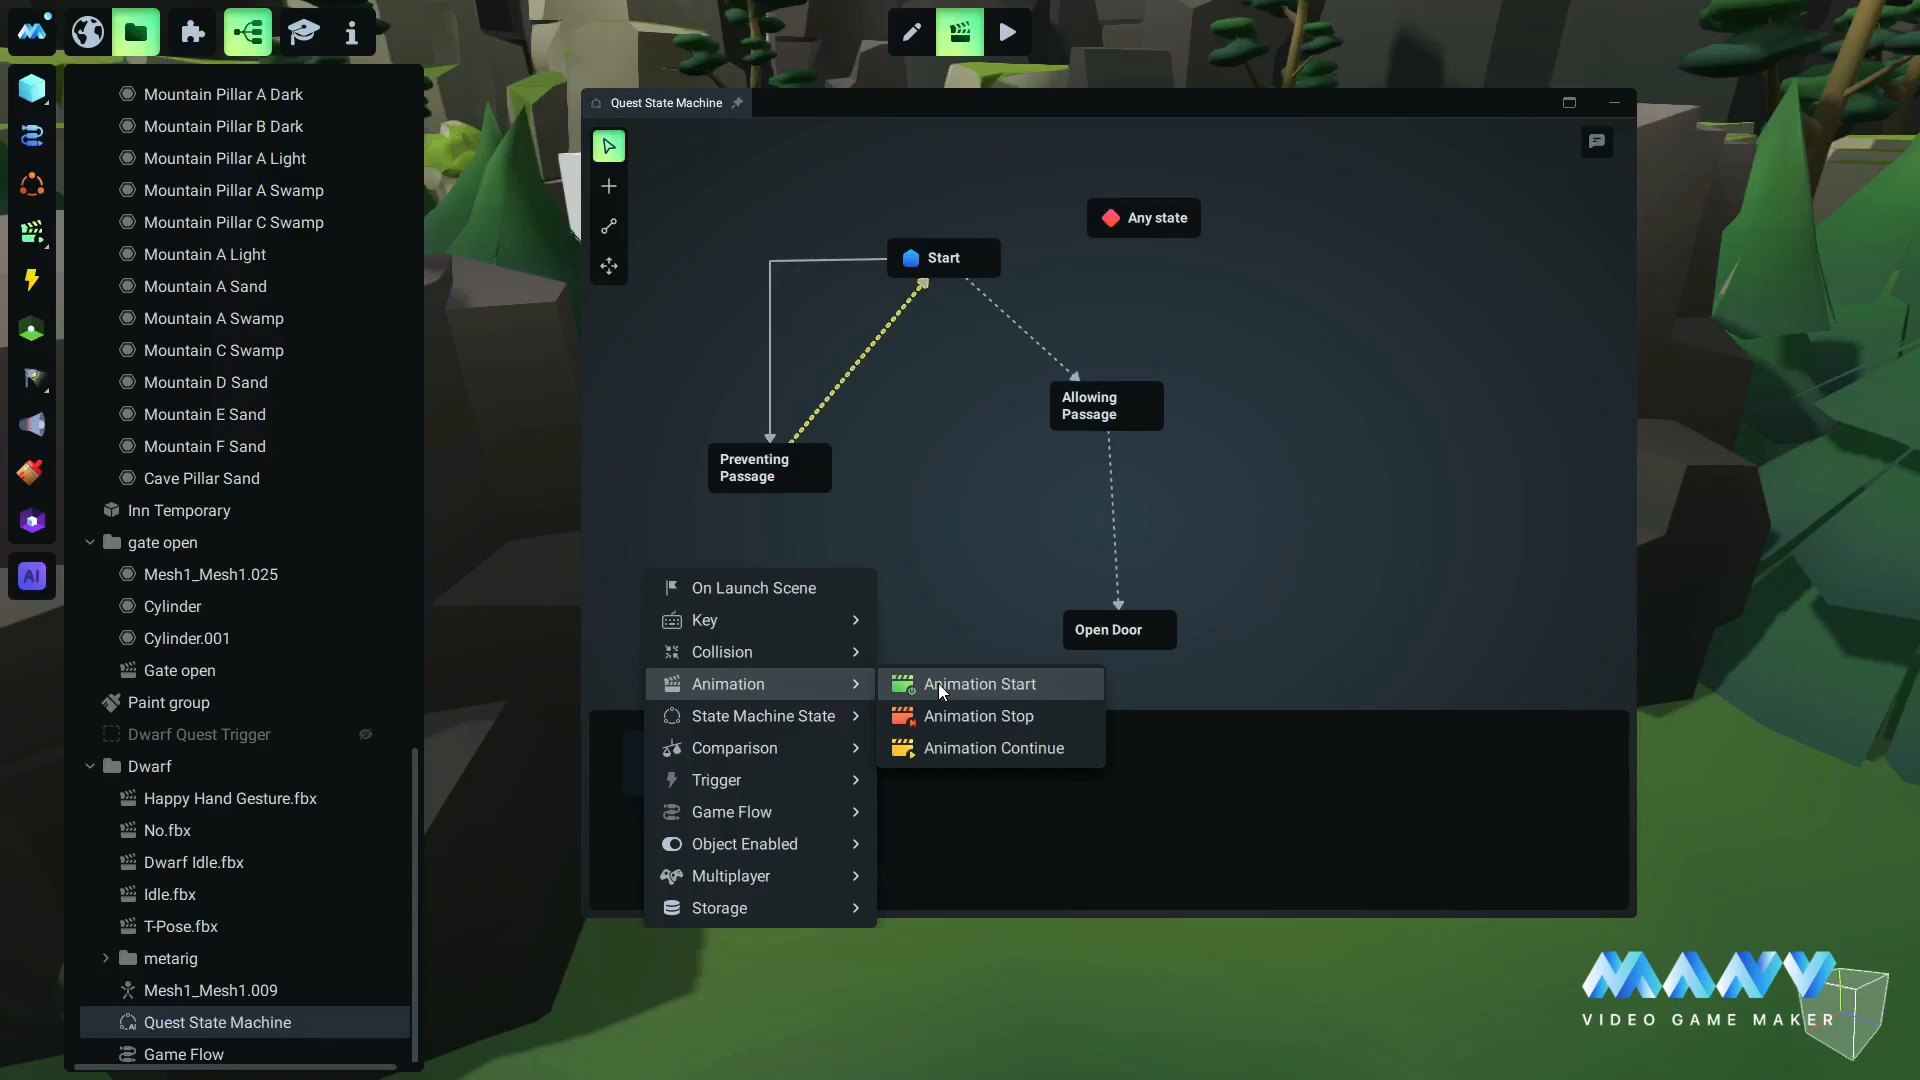 Mountain Pillar A Dark
Mountain Pillar B Dark
Mountain Pillar A Light
Mountain Pillar A Swamp
Mountain Pillar C Swamp
Mountain A Light
Mountain A Sand
Mountain A Swamp
Mountain C Swamp
Mountain D Sand
Mountain E Sand
Mountain F Sand
Cave Pillar Sand
Inn Temporary
gate open
Mesh1_Mesh1.025
Cylinder
Cylinder.001
Gate open
Paint group
Dwarf Quest Trigger
Dwarf
Happy Hand Gesture.fbx
No.fbx
Dwarf Idle.fbx
Idle.fbx
T-Pose.fbx
metarig
Mesh1_Mesh1.009
Quest State Machine
Game Flow
AI
Quest State Machine
Any state
Start
Allowing
Passage
Preventing
Passage
Open Door
On Launch Scene
Key
Collision
Animation
State Machine State
Comparison
Trigger
Game Flow
Object Enabled
Multiplayer
Storage
Animation Start
Animation Stop
Animation Continue
MNNV
VIDEO GAME MAKER